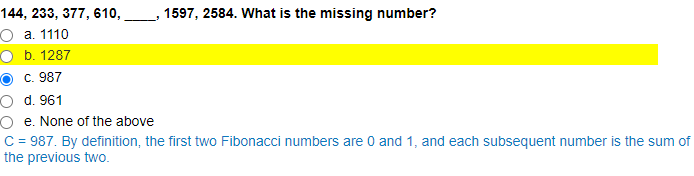 144, 233, 377, 610, ____, 1597, 2584. What is the missing number?
a. 1110
b. 1287
c. 987
d. 961
e. None of the above
C = 987. By definition, the first two Fibonacci numbers are 0 and 1, and each subsequent number is the sum of
the previous two.